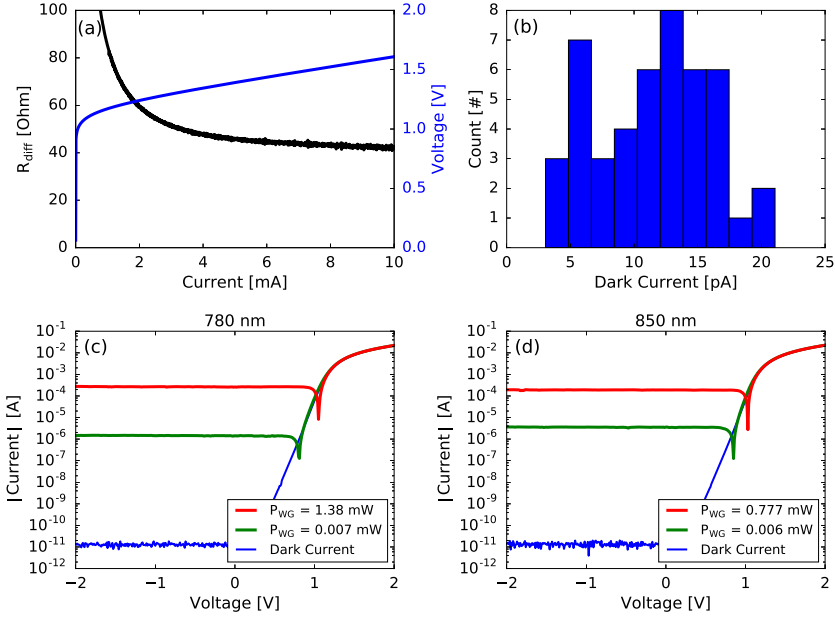 (a)
100
80
60
40
20
0
R_diff [Ohm]
2.0
1.5
1.0
0.5
0.0
Voltage [V]
0 2 4 6 8 10
Current [mA]
(b)
8
7
6
5
4
3
2
1
0
Count [#]
0 5 10 15 20 25
Dark Current [pA]
780 nm
(c)
10^-1
10^-2
10^-3
10^-4
10^-5
10^-6
10^-7
10^-8
10^-9
10^-10
10^-11
10^-12
|Current| [A]
P_WG = 1.38 mW
P_WG = 0.007 mW
Dark Current
−2 −1 0 1 2
Voltage [V]
850 nm
(d)
10^-1
10^-2
10^-3
10^-4
10^-5
10^-6
10^-7
10^-8
10^-9
10^-10
10^-11
10^-12
|Current| [A]
P_WG = 0.777 mW
P_WG = 0.006 mW
Dark Current
−2 −1 0 1 2
Voltage [V]